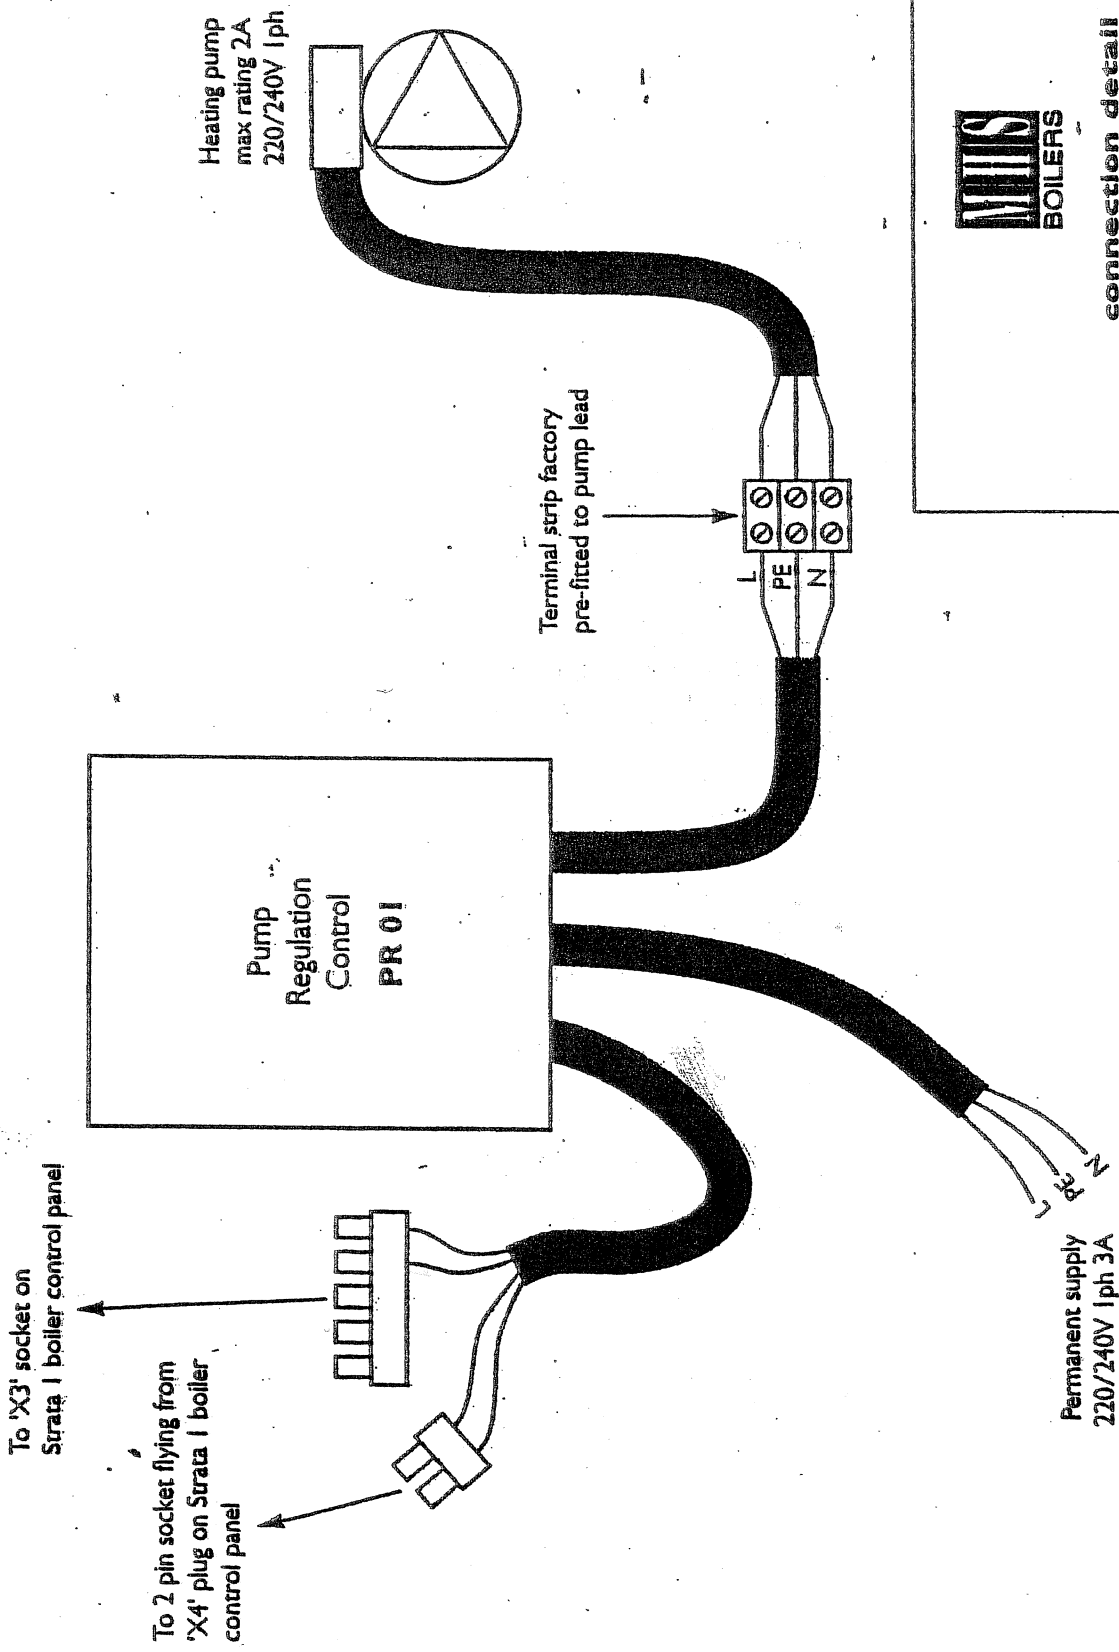 To 'X3' socket on
Strata 1 boiler control panel
To 2 pin socket flying from
'X4' plug on Strata 1 boiler
control panel
Pump
Regulation
Control
PR 01
Heating pump
max rating 2A
220/240V 1ph
Terminal strip factory
pre-fitted to pump lead
L
PE
N
L
PE
N
Permanent supply
220/240V 1ph 3A
MHS
BOILERS
connection detail